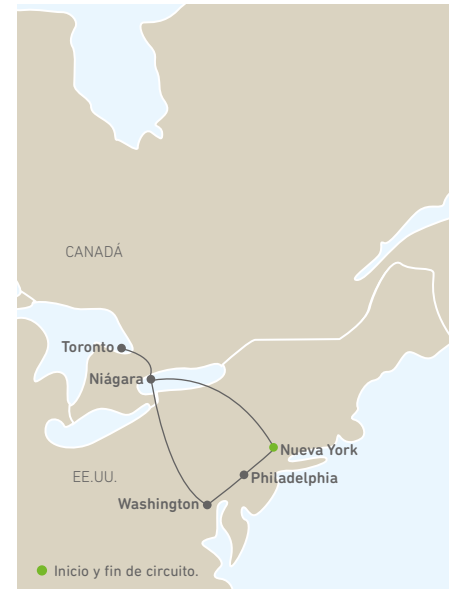 CANADÁ
Toronto
Niágara
Nueva York
EE.UU.
Philadelphia
Washington
Inicio y fin de circuito.